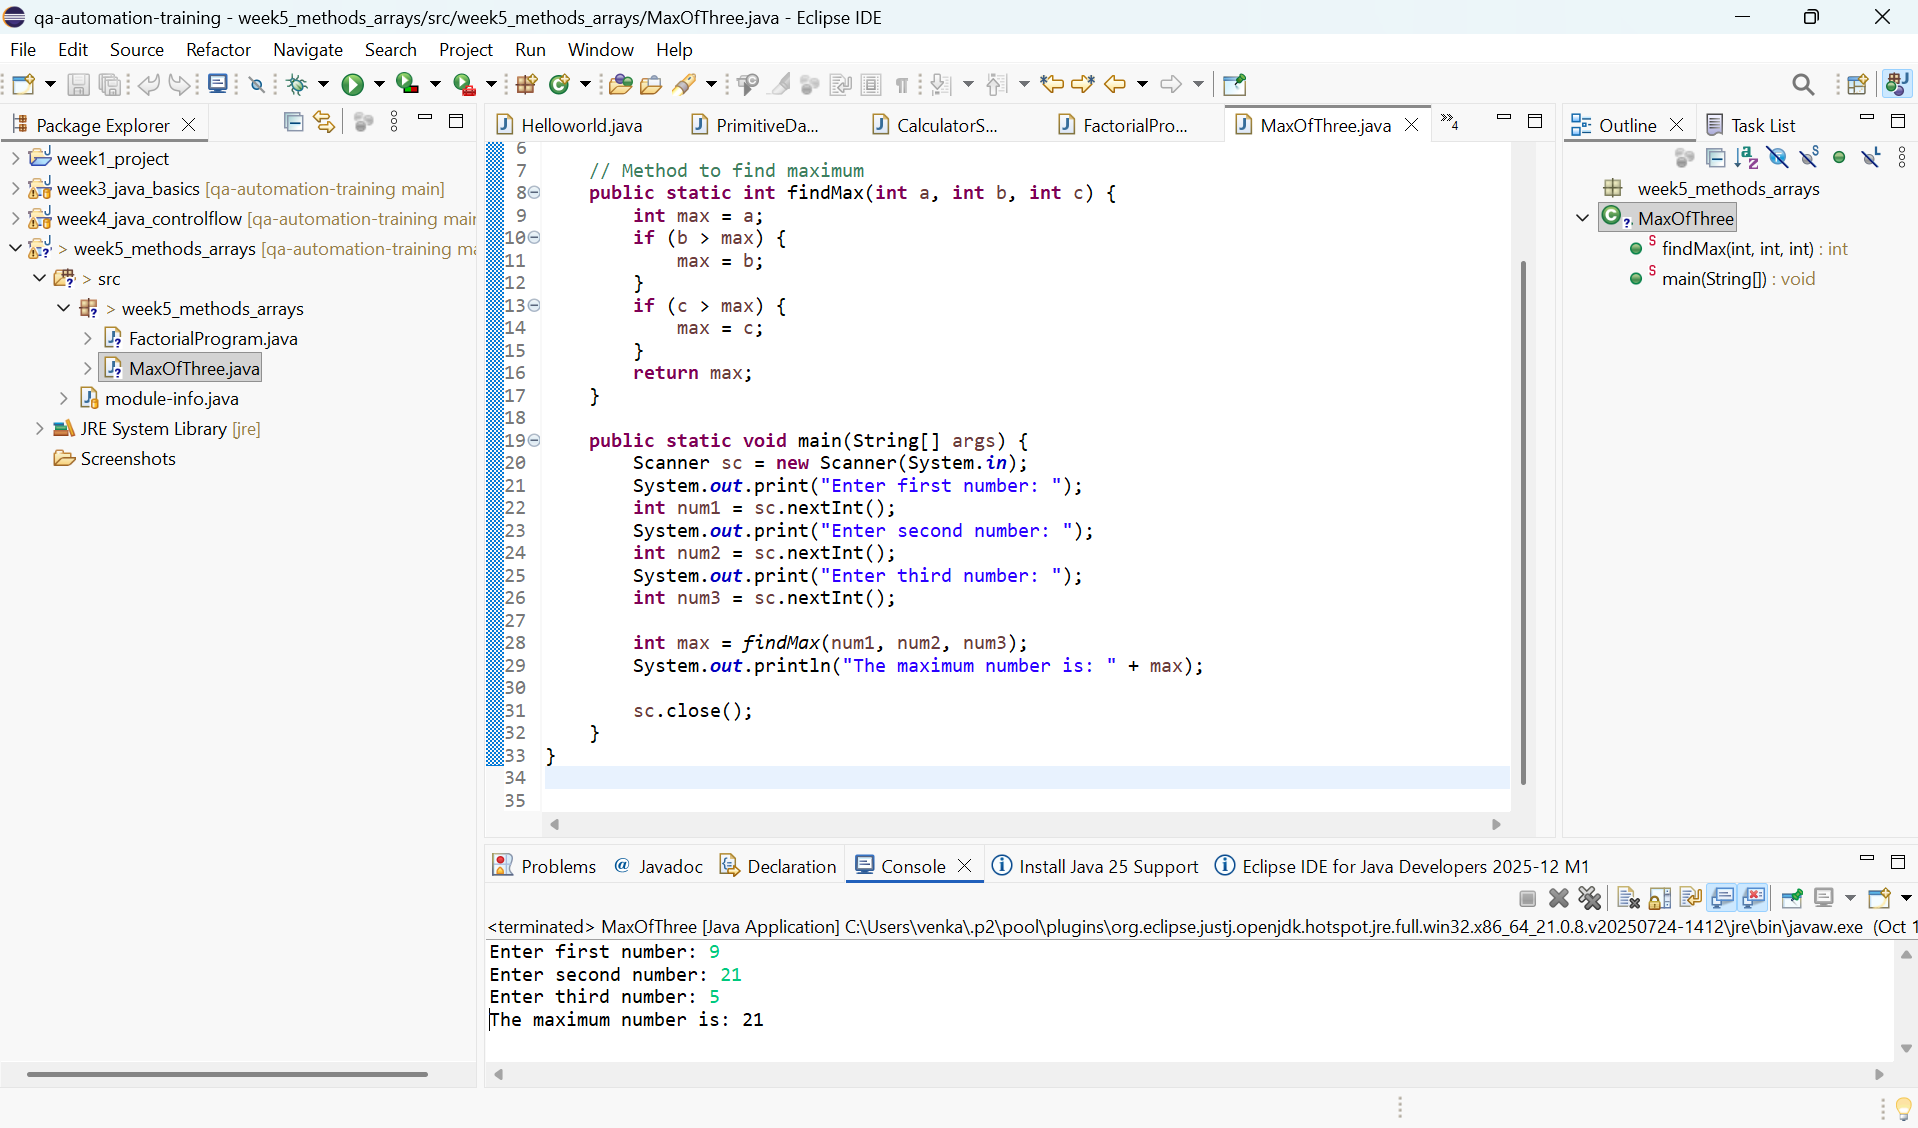 qa-automation-training - week5_methods_arrays/src/week5_methods_arrays/MaxOfThree.java - Eclipse IDE
File Edit Source Refactor Navigate Search Project Run Window Help
Package Explorer
week1_project
week3_java_basics [qa-automation-training main]
week4_java_controlflow [qa-automation-training mair
> week5_methods_arrays [qa-automation-training ma
> src
> week5_methods_arrays
FactorialProgram.java
MaxOfThree.java
module-info.java
JRE System Library [jre]
Screenshots
Helloworld.java PrimitiveDa... CalculatorS... FactorialPro... MaxOfThree.java »4
6
7 // Method to find maximum
8 public static int findMax(int a, int b, int c) {
9 int max = a;
10 if (b > max) {
11 max = b;
12 }
13 if (c > max) {
14 max = c;
15 }
16 return max;
17 }
18
19 public static void main(String[] args) {
20 Scanner sc = new Scanner(System.in);
21 System.out.print("Enter first number: ");
22 int num1 = sc.nextInt();
23 System.out.print("Enter second number: ");
24 int num2 = sc.nextInt();
25 System.out.print("Enter third number: ");
26 int num3 = sc.nextInt();
27
28 int max = findMax(num1, num2, num3);
29 System.out.println("The maximum number is: " + max);
30
31 sc.close();
32 }
33 }
34
35
Outline Task List
week5_methods_arrays
MaxOfThree
findMax(int, int, int) : int
main(String[]) : void
Problems @ Javadoc Declaration Console Install Java 25 Support Eclipse IDE for Java Developers 2025-12 M1
<terminated> MaxOfThree [Java Application] C:\Users\venka\.p2\pool\plugins\org.eclipse.justj.openjdk.hotspot.jre.full.win32.x86_64_21.0.8.v20250724-1412\jre\bin\javaw.exe (Oct 1
Enter first number: 9
Enter second number: 21
Enter third number: 5
The maximum number is: 21